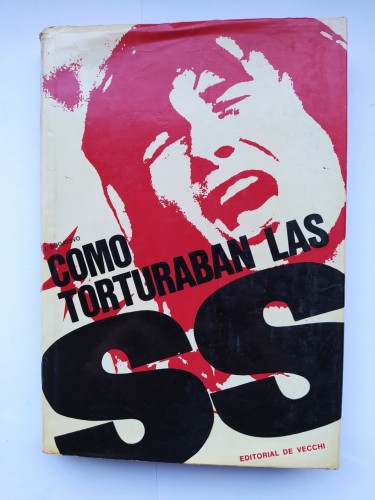 COMO
TORTURABAN LAS
SS
EDITORIAL DE VECCHI